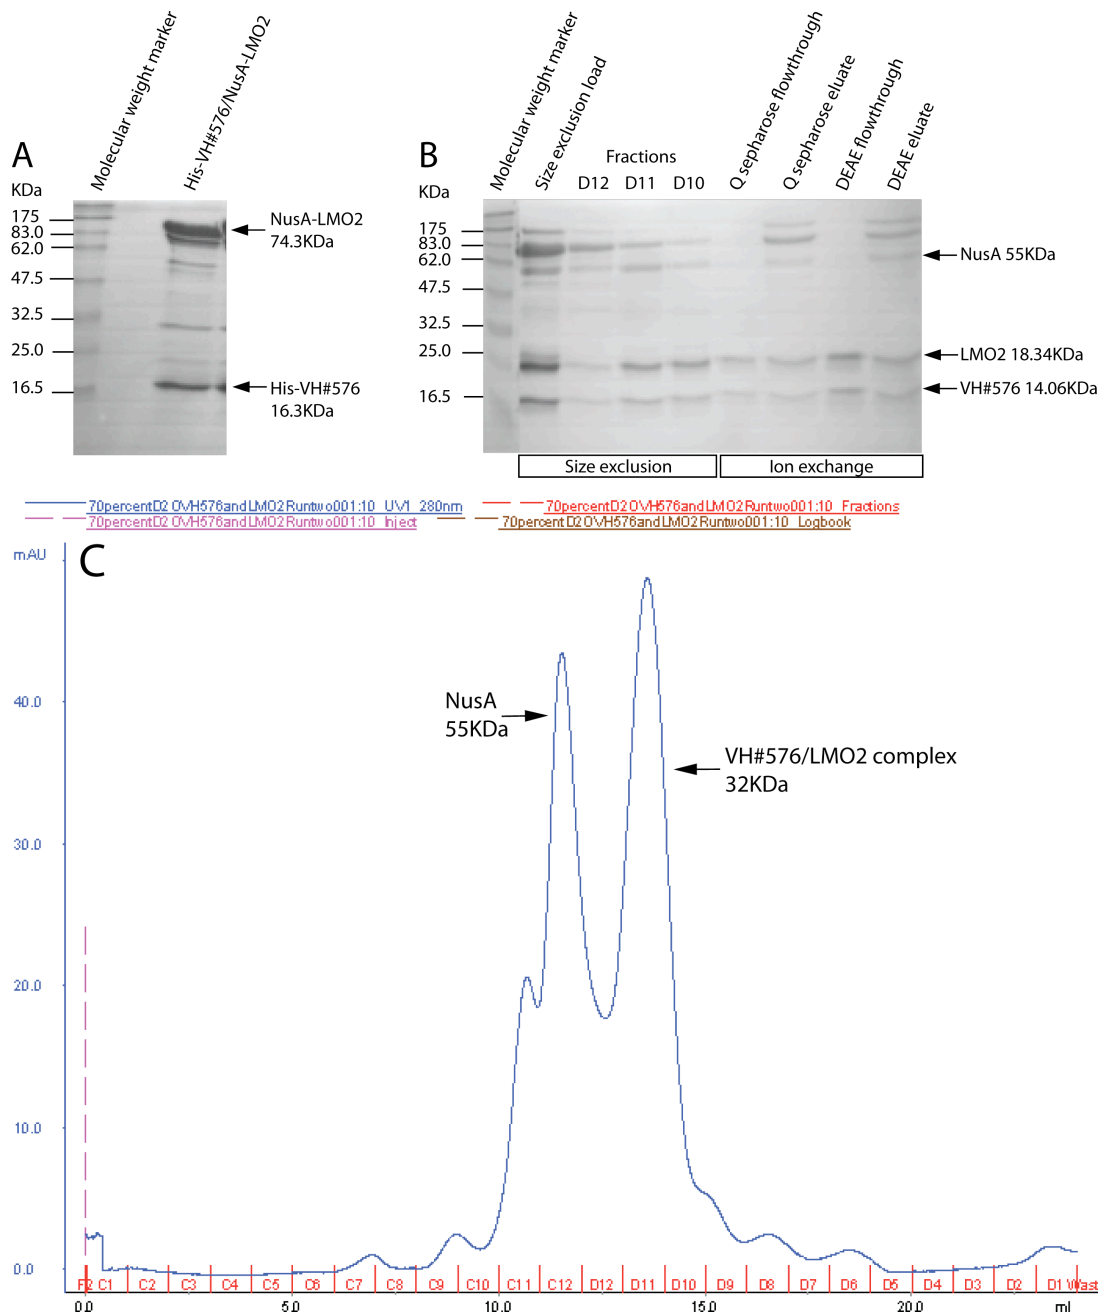 A
KDa
Molecular weight marker
His-VH#576/NusA-LMO2
175
83.0
62.0
47.5
32.5
25.0
16.5
NusA-LMO2
74.3KDa
His-VH#576
16.3KDa
B
KDa
Molecular weight marker
Size exclusion load
Fractions
D12 D11 D10
Q sepharose flowthrough
Q sepharose eluate
DEAE flowthrough
DEAE eluate
175
83.0
62.0
47.5
32.5
25.0
16.5
NusA 55KDa
LMO2 18.34KDa
VH#576 14.06KDa
Size exclusion
Ion exchange
70percentD2OVH576andLMO2Runtwo001:10_UV1_280nm
70percentD2OVH576andLMO2Runtwo001:10_Fractions
70percentD2OVH576andLMO2Runtwo001:10_Inject
70percentD2OVH576andLMO2Runtwo001:10_Logbook
mAU
C
40.0
30.0
20.0
10.0
0.0
NusA
55KDa
VH#576/LMO2 complex
32KDa
F2 C1 C2 C3 C4 C5 C6 C7 C8 C9 C10 C11 C12 D12 D11 D10 D9 D8 D7 D6 D5 D4 D3 D2 D1 Wast
0.0 5.0 10.0 15.0 20.0 ml